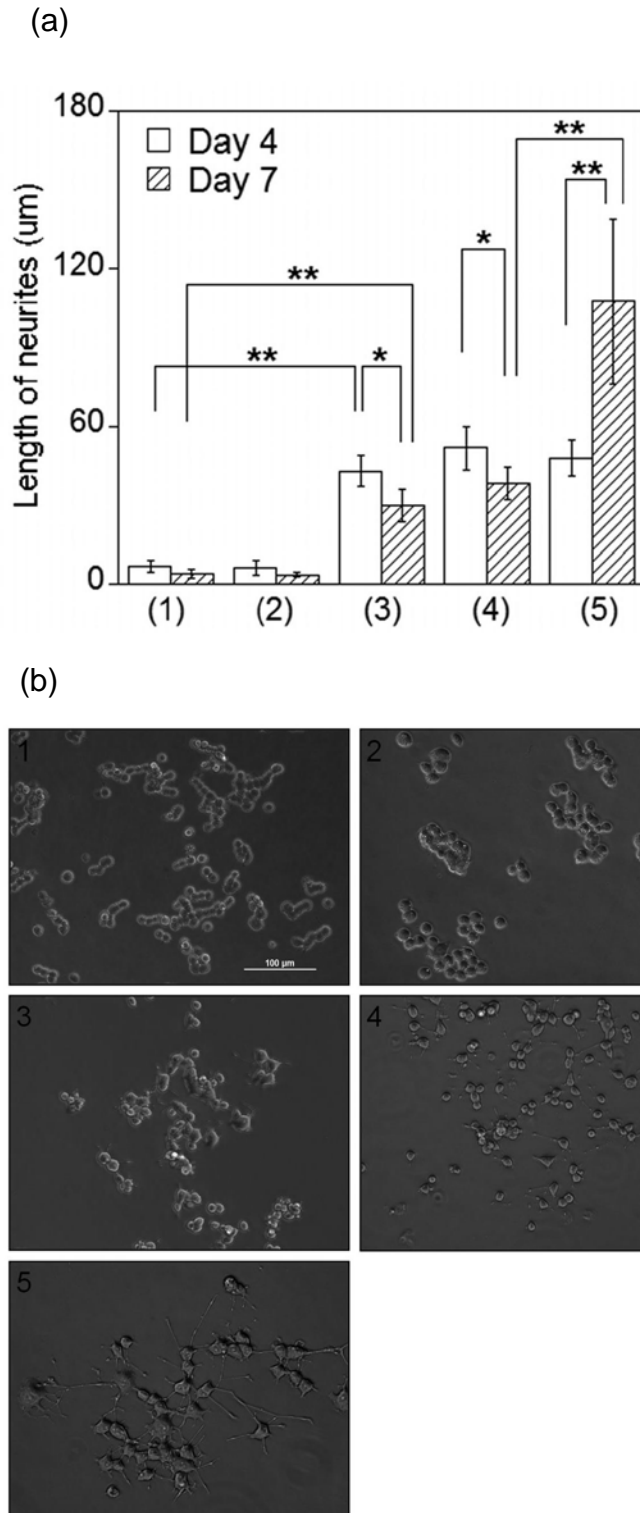 (a)
Length of neurites (um)
180
120
60
0
Day 4
Day 7
**
**
*
*
**
**
(1) (2) (3) (4) (5)
(b)
1
2
100 µm
3
4
5